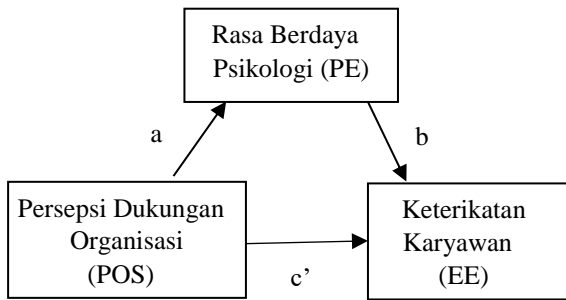 Rasa Berdaya
Psikologi (PE)
a
b
Persepsi Dukungan
Organisasi
(POS)
Keterikatan
Karyawan
(EE)
c’